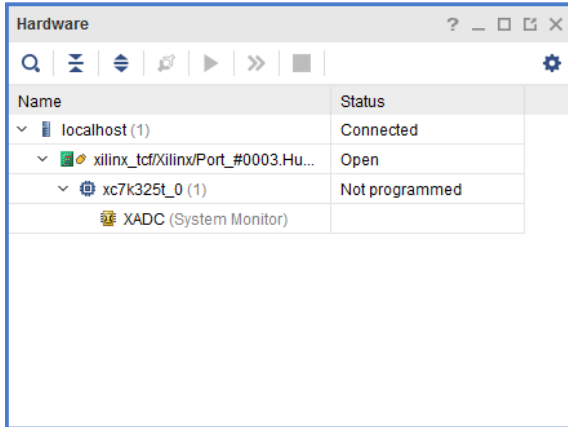 Hardware
Name Status
localhost (1) Connected
xilinx_tcf/Xilinx/Port_#0003.Hu... Open
xc7k325t_0 (1) Not programmed
XADC (System Monitor)